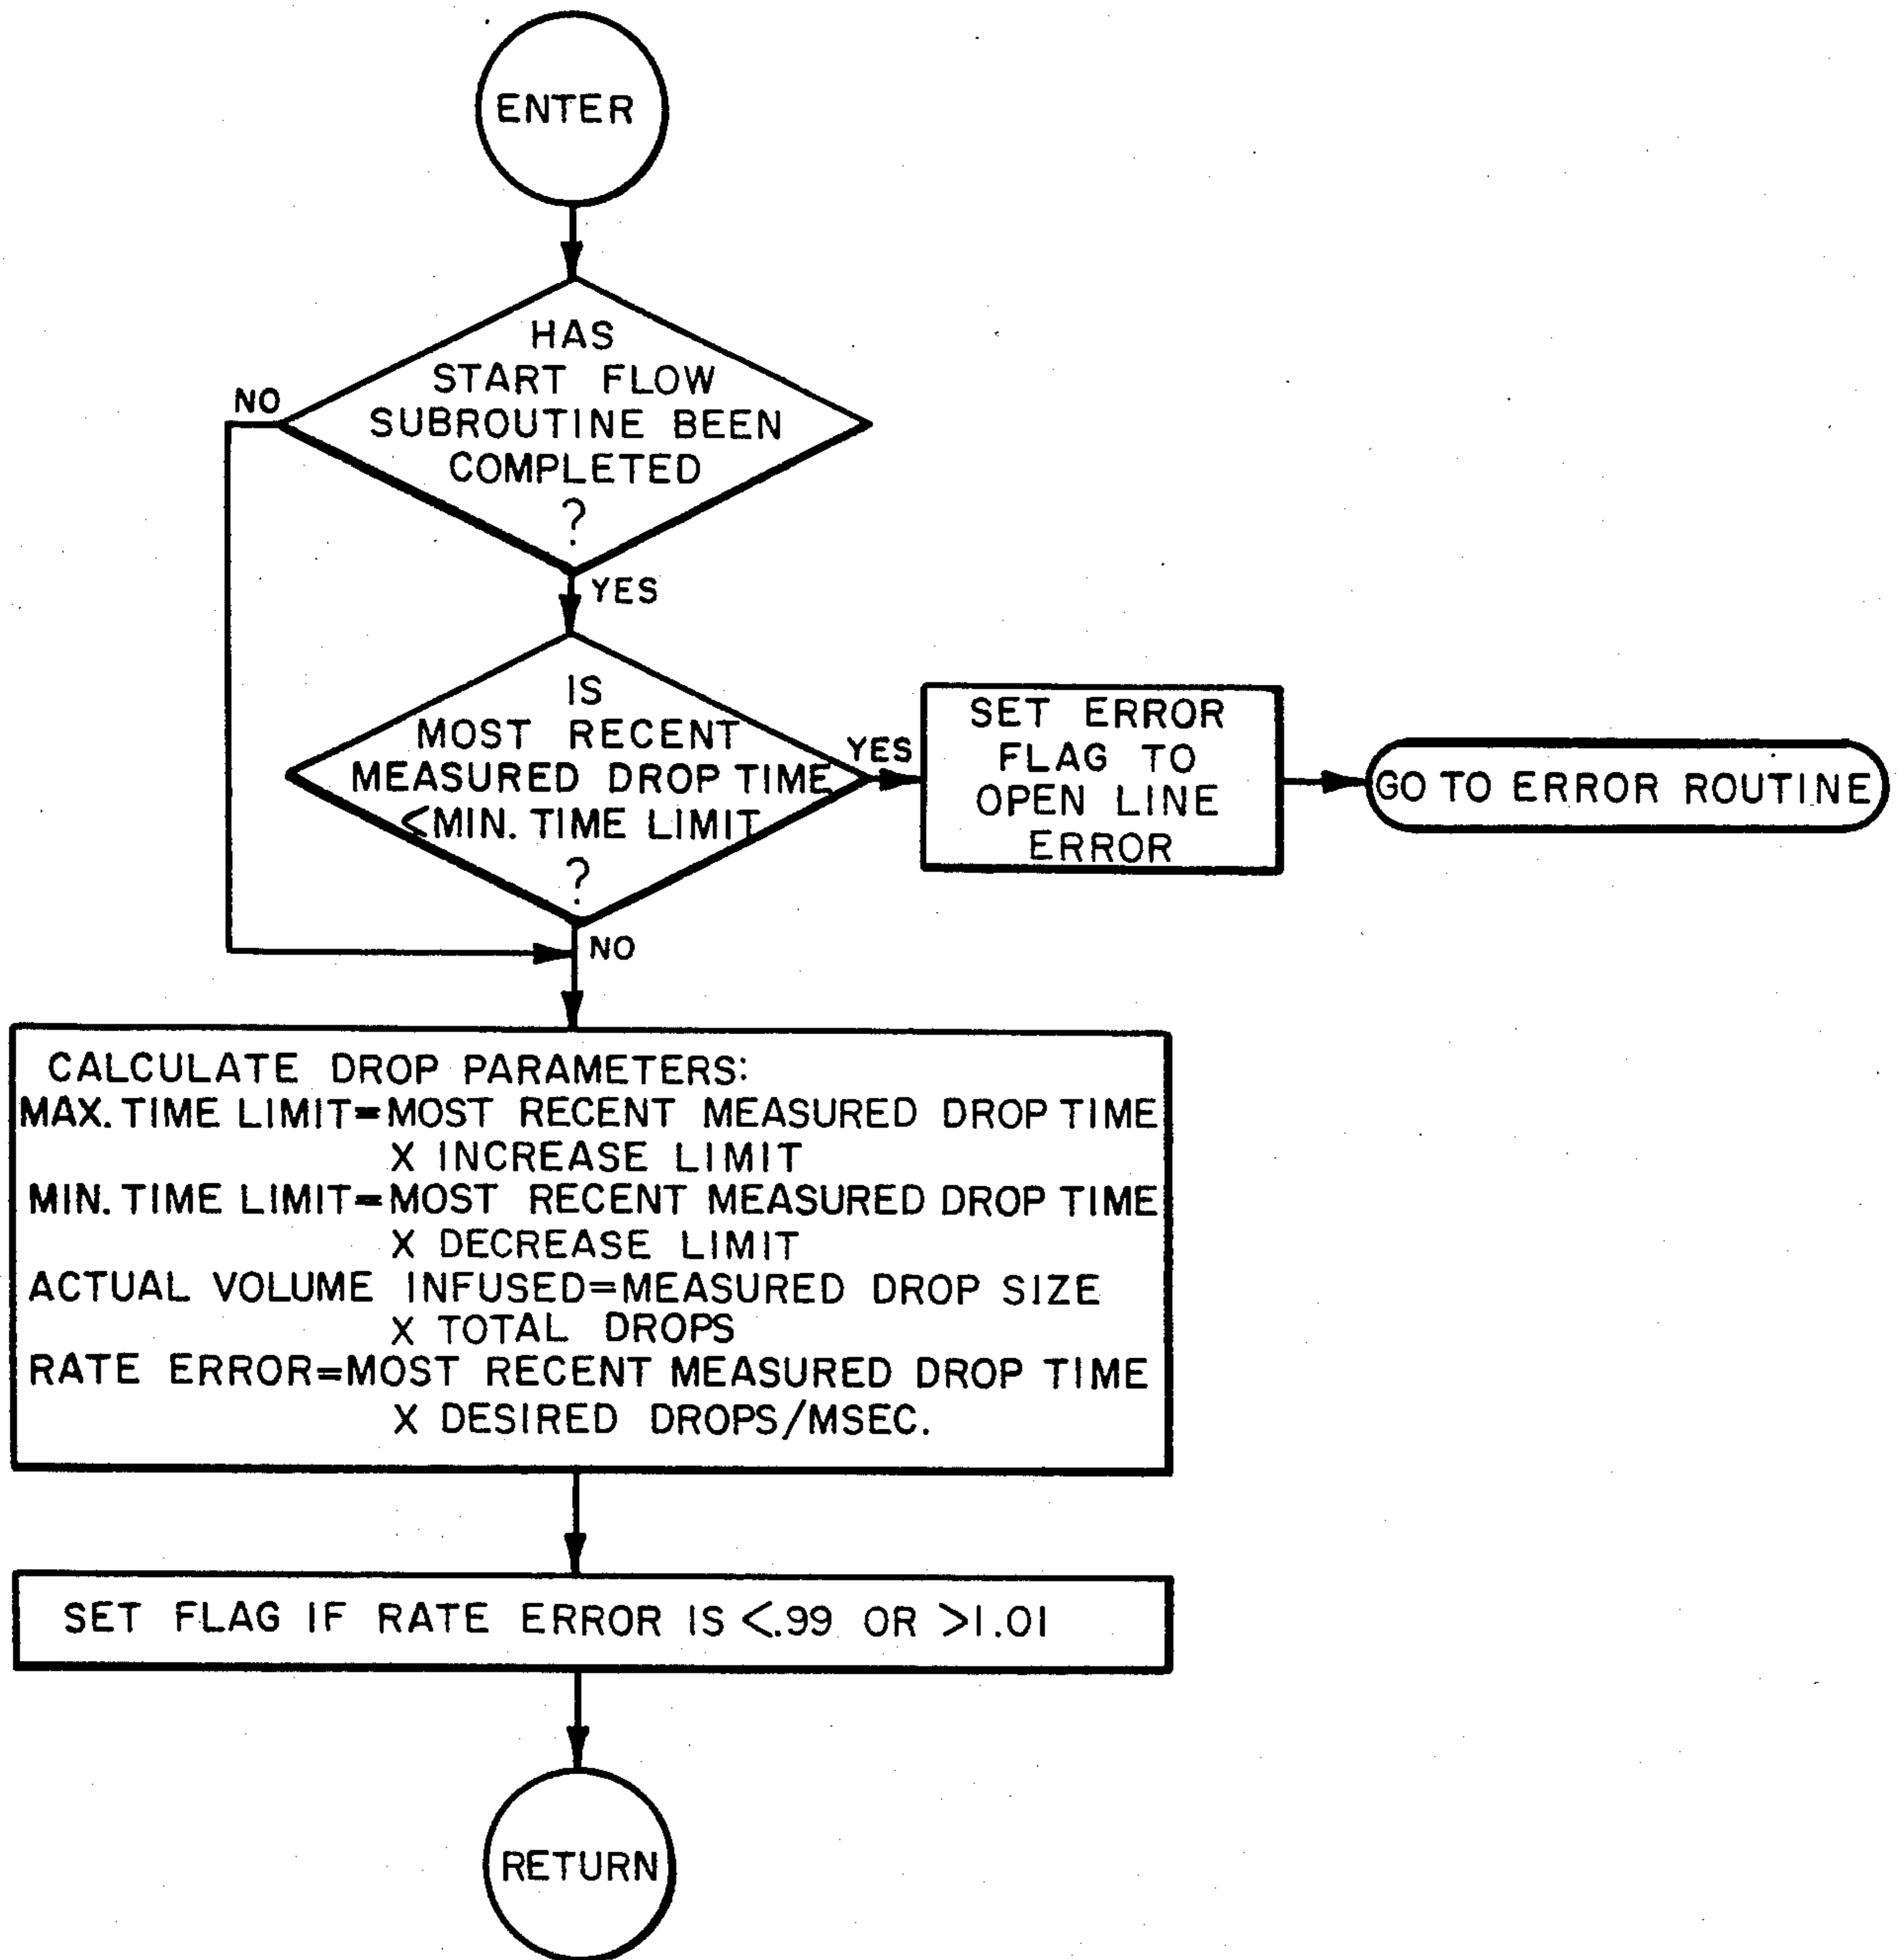 ENTER
HAS
START FLOW
SUBROUTINE BEEN
COMPLETED
?
NO
YES
IS
MOST RECENT
MEASURED DROP TIME
<MIN. TIME LIMIT
?
YES
SET ERROR
FLAG TO
OPEN LINE
ERROR
GO TO ERROR ROUTINE
NO
CALCULATE DROP PARAMETERS:
MAX. TIME LIMIT=MOST RECENT MEASURED DROP TIME
X INCREASE LIMIT
MIN. TIME LIMIT=MOST RECENT MEASURED DROP TIME
X DECREASE LIMIT
ACTUAL VOLUME INFUSED=MEASURED DROP SIZE
X TOTAL DROPS
RATE ERROR=MOST RECENT MEASURED DROP TIME
X DESIRED DROPS/MSEC.
SET FLAG IF RATE ERROR IS <.99 OR >1.01
RETURN